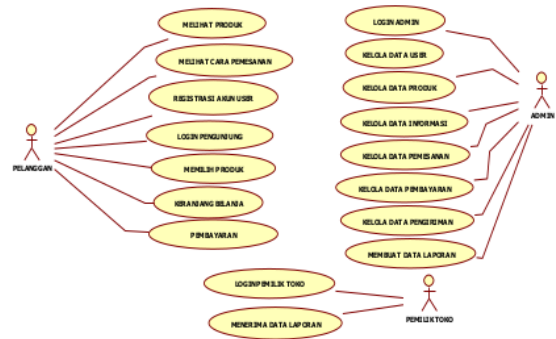 MELIHAT PRODUK
MELIHAT CARA PEMESANAN
REGISTRASI AKUN USER
LOGIN PENGUNJUNG
MEMILIH PRODUK
KERANJANG BELANJA
PEMBAYARAN
PELANGGAN
LOGIN ADMIN
KELOLA DATA USER
KELOLA DATA PRODUK
KELOLA DATA INFORMASI
KELOLA DATA PEMESANAN
KELOLA DATA PEMBAYARAN
KELOLA DATA PENGIRIMAN
MEMBUAT DATA LAPORAN
ADMIN
LOGIN PEMILIK TOKO
MENERIMA DATA LAPORAN
PEMILIK TOKO